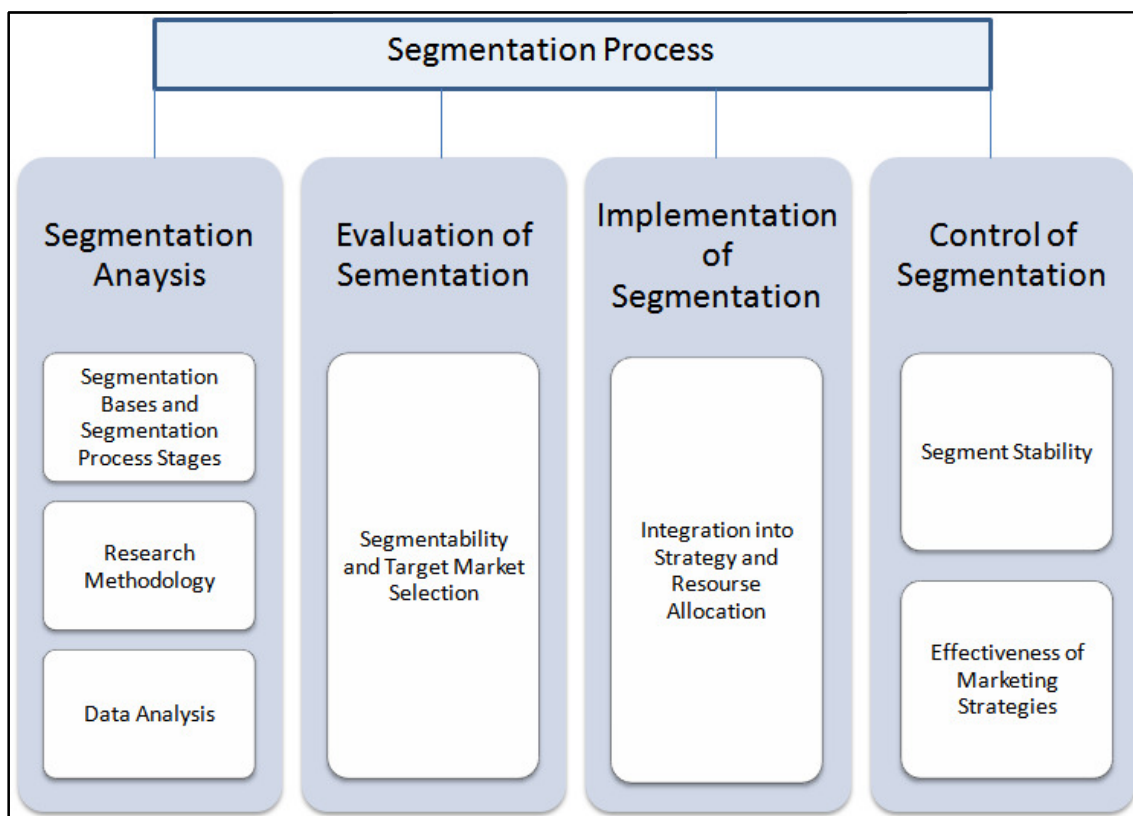 Segmentation Process
Segmentation
Anaysis
Segmentation
Bases and
Segmentation
Process Stages
Research
Methodology
Data Analysis
Evaluation of
Sementation
Segmentability
and Target Market
Selection
Implementation
of
Segmentation
Integration into
Strategy and
Resourse
Allocation
Control of
Segmentation
Segment Stability
Effectiveness of
Marketing
Strategies